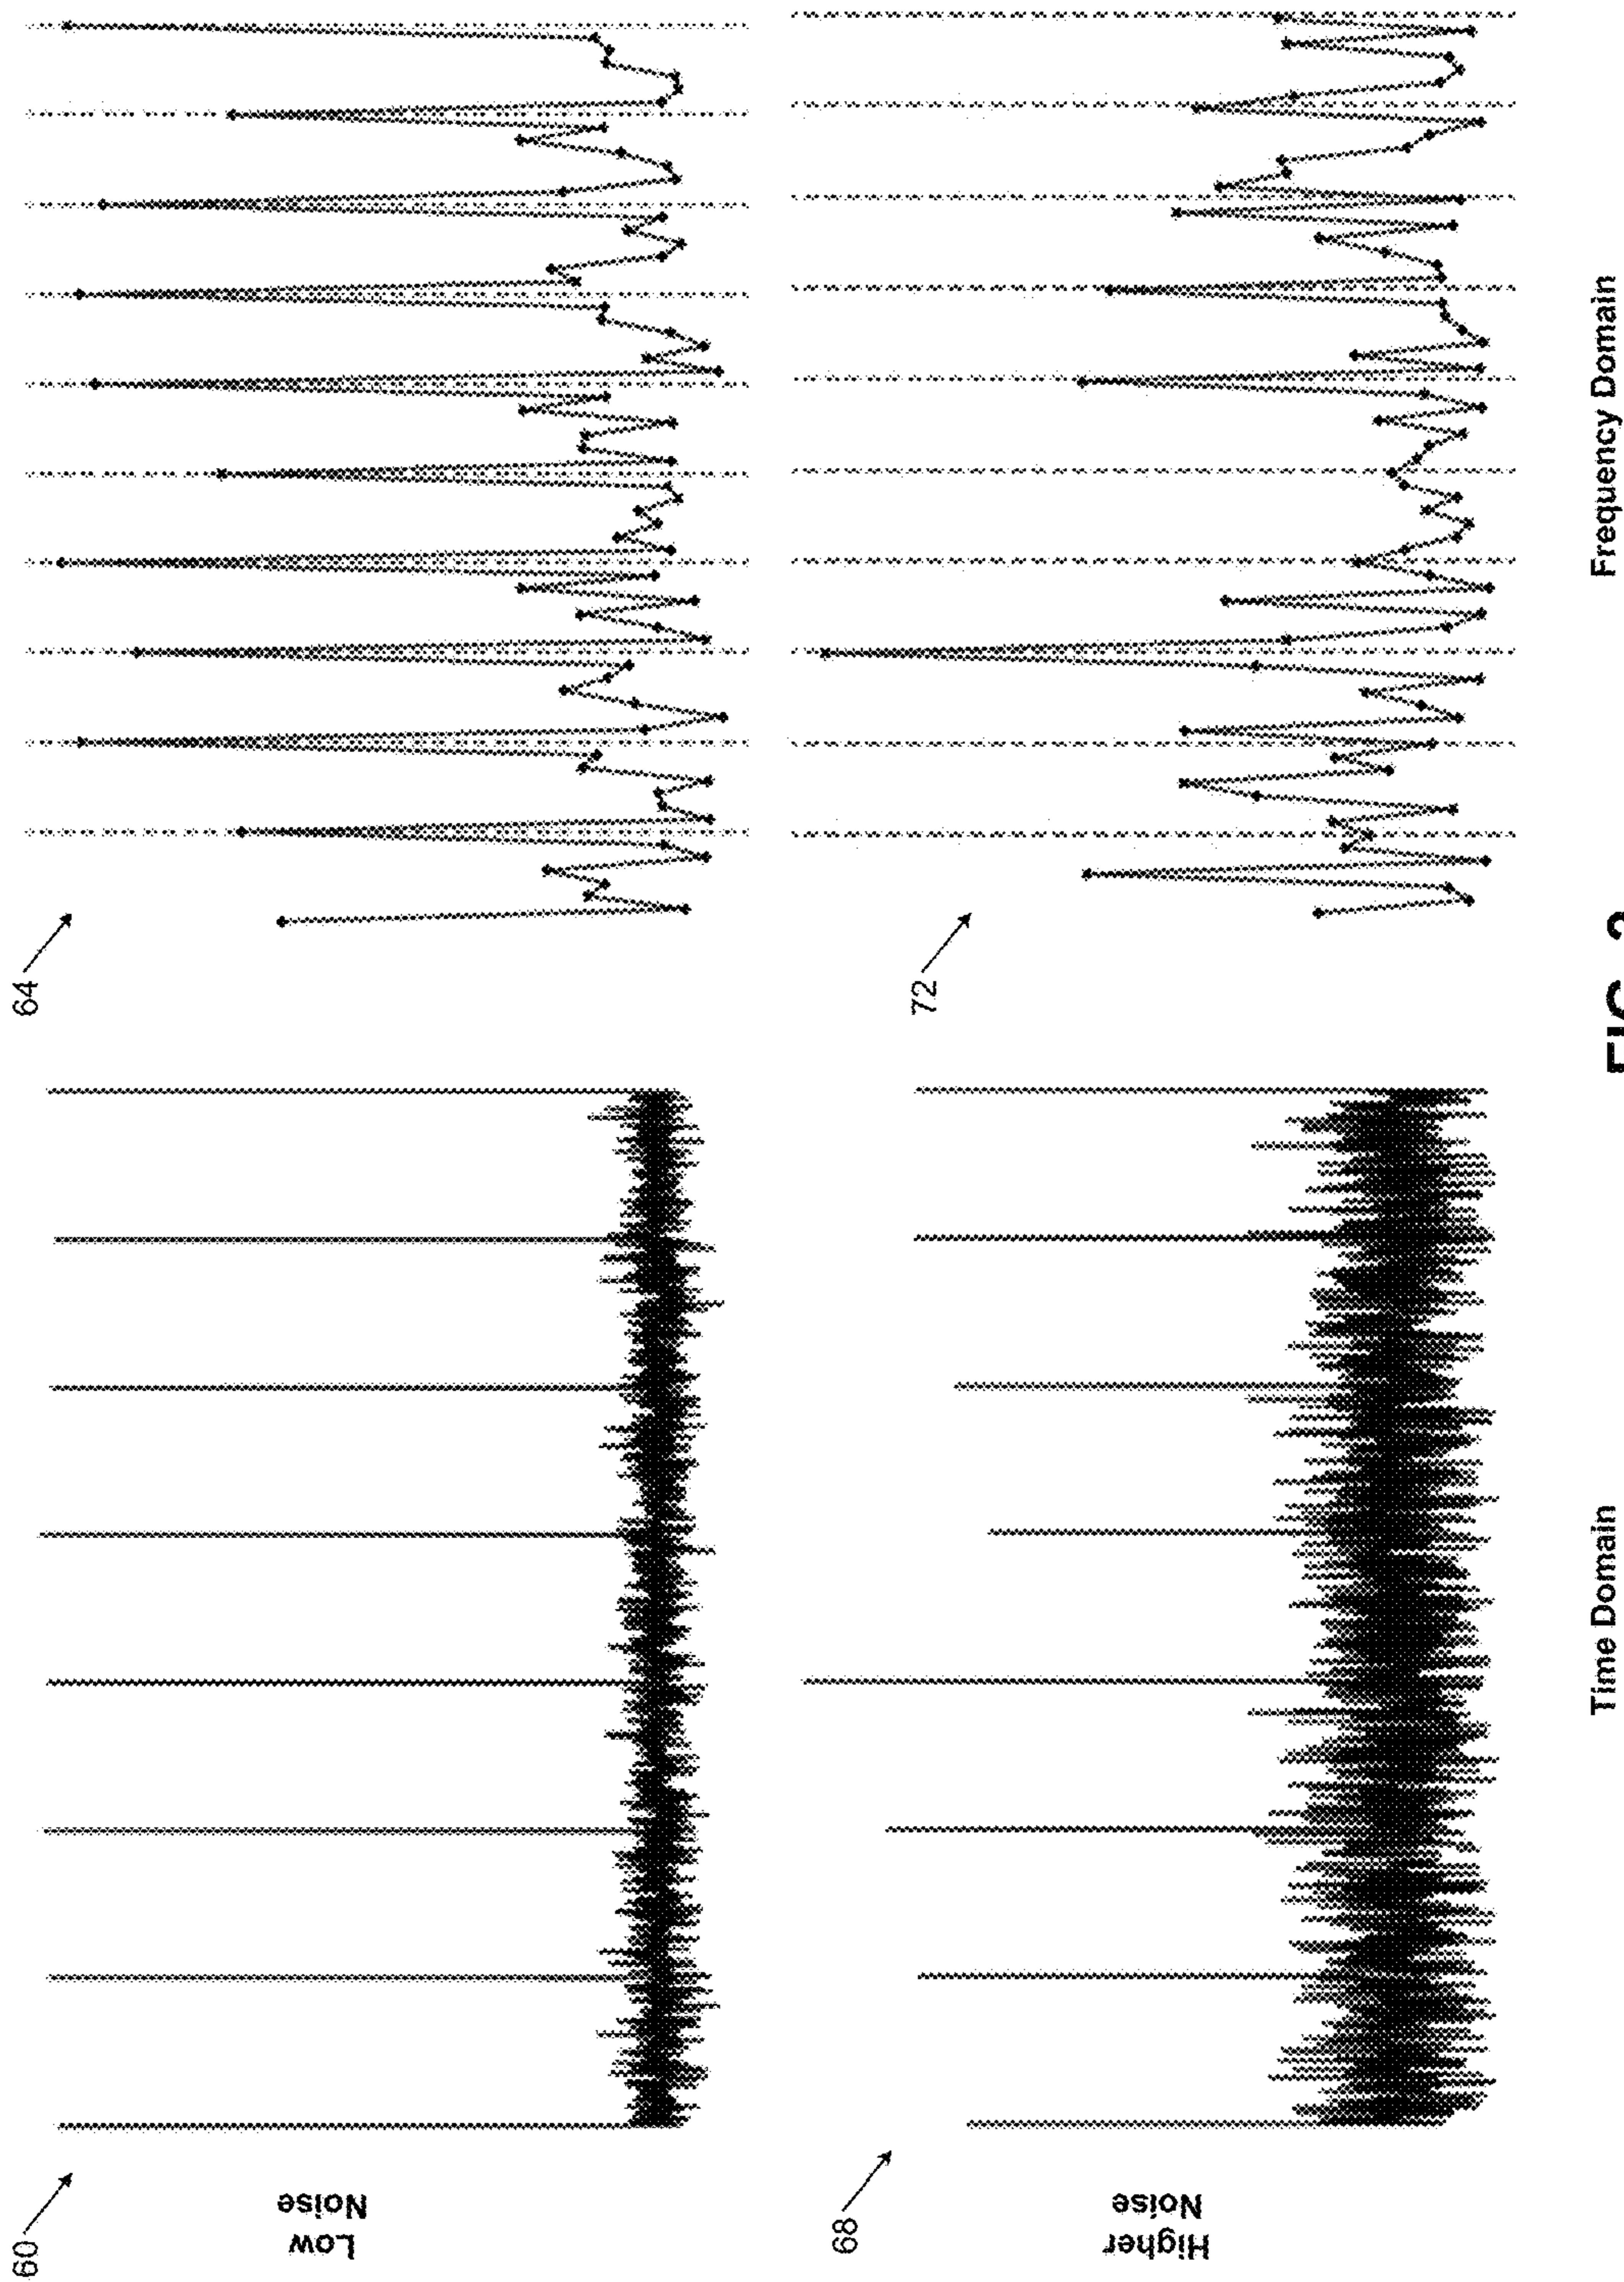 60
Low
Noise
64
68
Higher
Noise
72
Time Domain
Frequency Domain